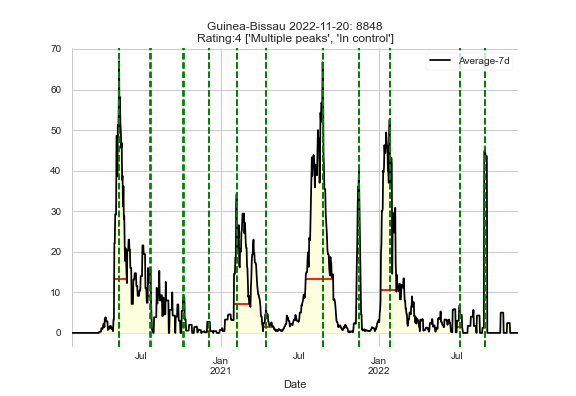 Guinea-Bissau 2022-11-20: 8848
Rating:4 ['Multiple peaks', 'In control']
Average-7d
70
60
50
40
30
20
10
0
Jul
Jan
2021
Jul
Jan
2022
Jul
Date